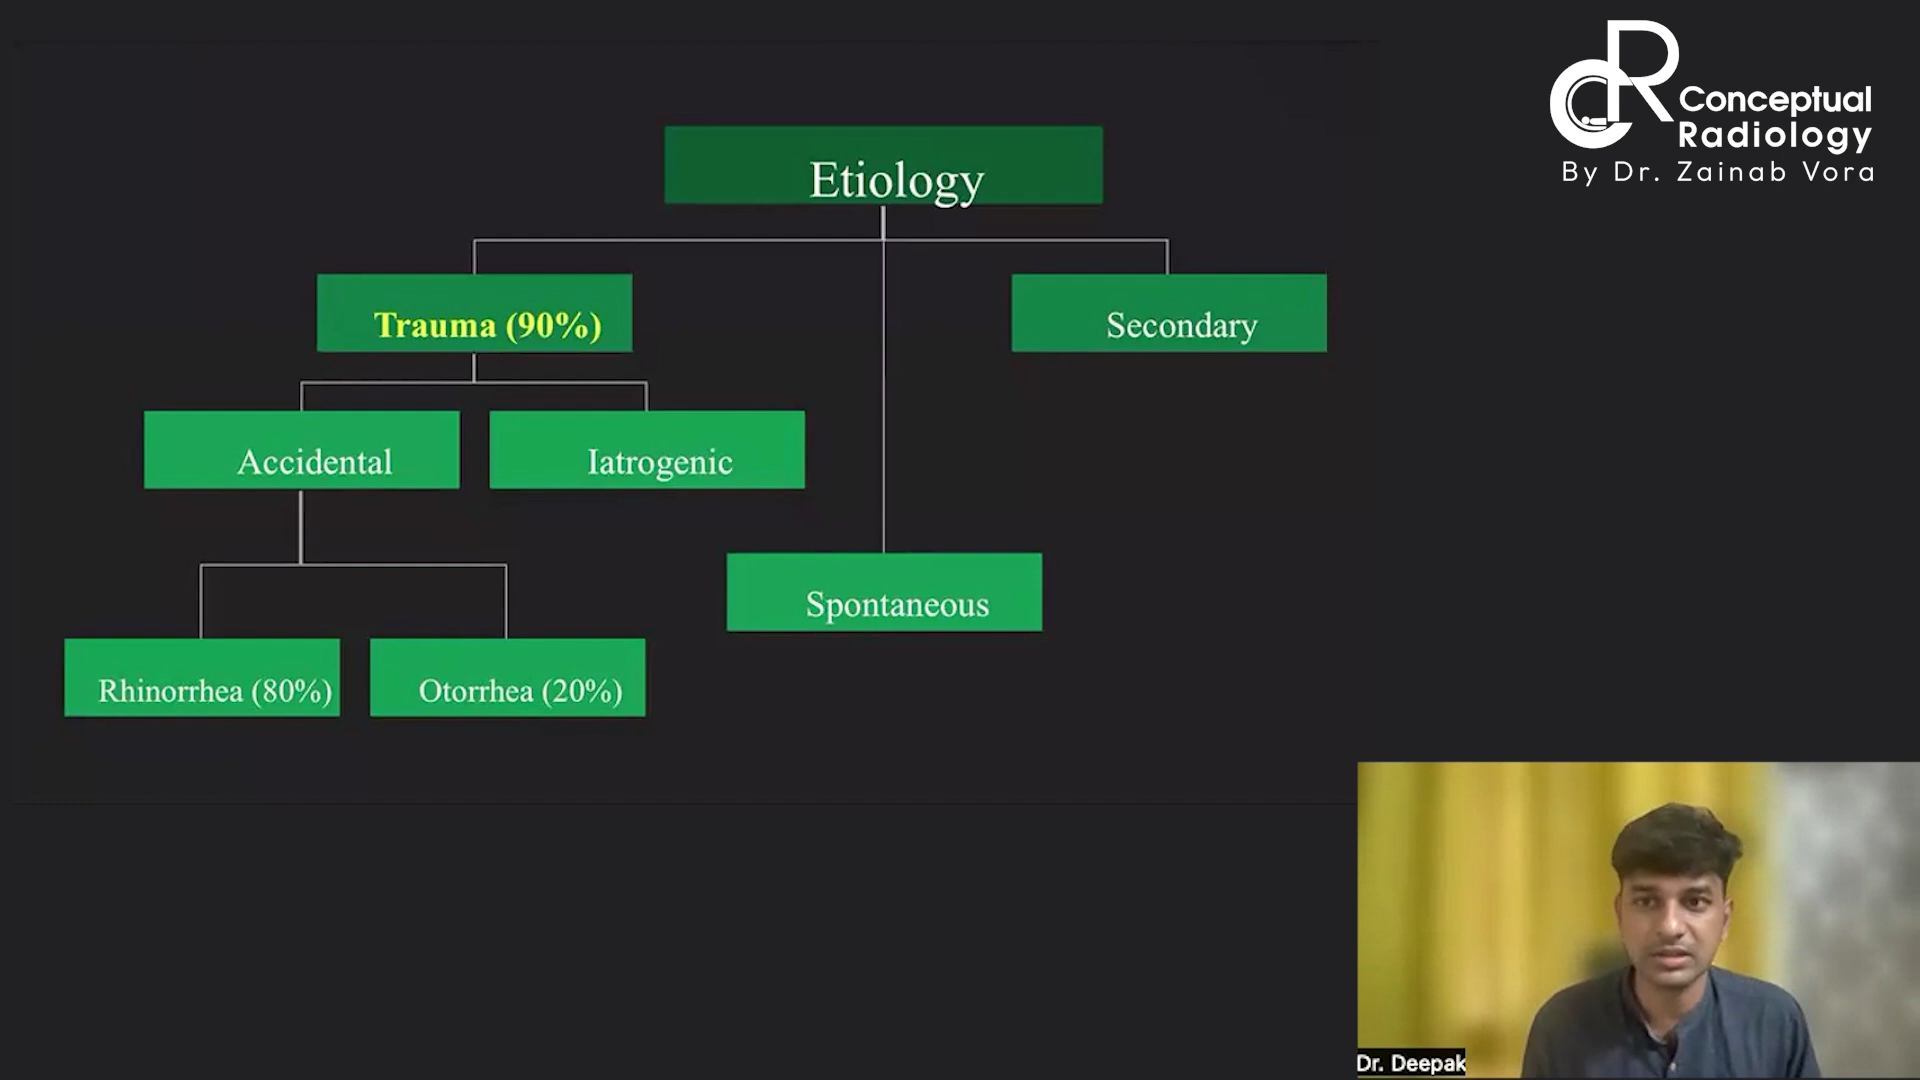 CR Conceptual
Radiology
By Dr. Zainab Vora
Etiology
Trauma (90%)
Secondary
Accidental
Iatrogenic
Spontaneous
Rhinorrhea (80%)
Otorrhea (20%)
Dr. Deepak